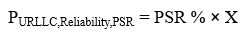 P_URLLC,Reliability,PSR = PSR % × X